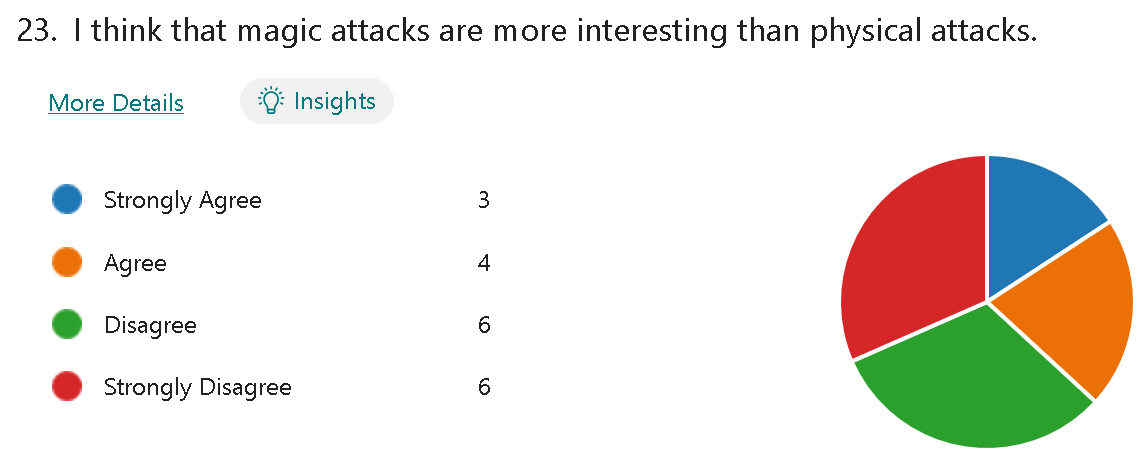 23. I think that magic attacks are more interesting than physical attacks.
More Details
Insights
Strongly Agree 3
Agree 4
Disagree 6
Strongly Disagree 6